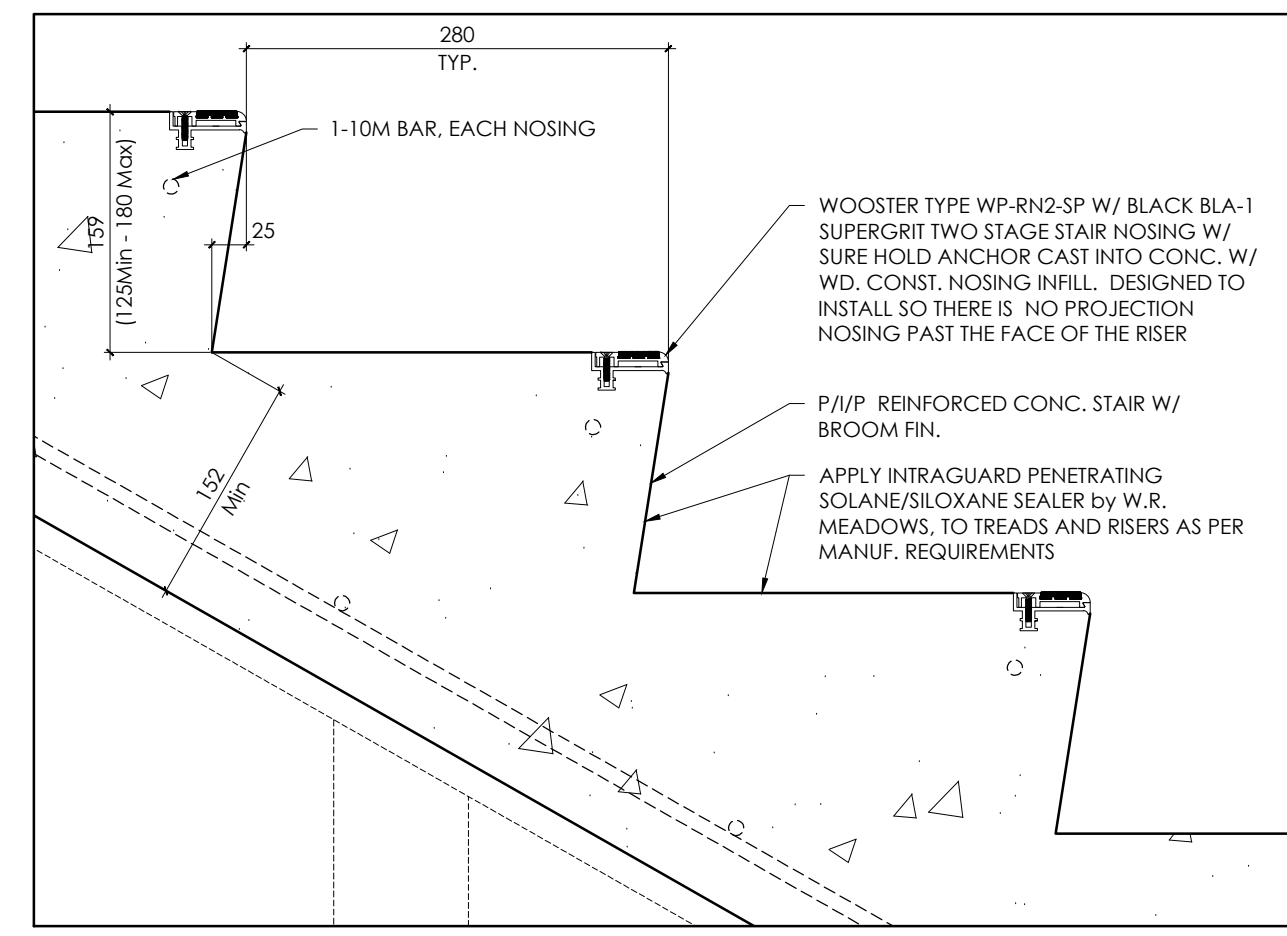 280
TYP.
1-10M BAR, EACH NOSING
159
(125Min - 180 Max)
25
WOOSTER TYPE WP-RN2-SP W/ BLACK BLA-1
SUPERGRIT TWO STAGE STAIR NOSING W/
SURE HOLD ANCHOR CAST INTO CONC. W/
WD. CONST. NOSING INFILL. DESIGNED TO
INSTALL SO THERE IS NO PROJECTION
NOSING PAST THE FACE OF THE RISER
P/I/P REINFORCED CONC. STAIR W/
BROOM FIN.
152
Min
APPLY INTRAGUARD PENETRATING
SOLANE/SILOXANE SEALER by W.R.
MEADOWS, TO TREADS AND RISERS AS PER
MANUF. REQUIREMENTS